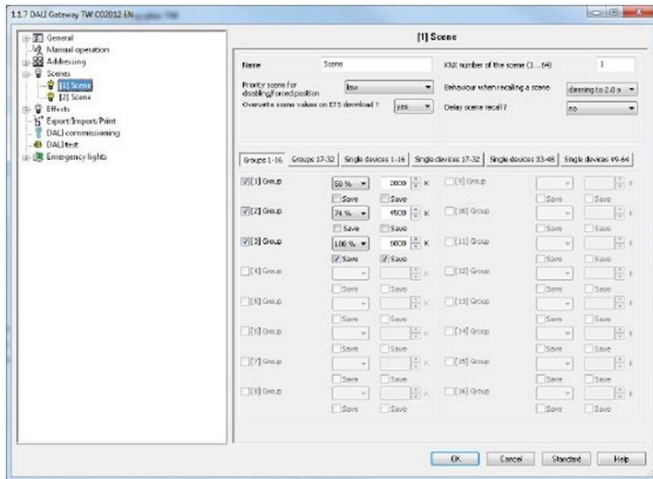 1.1.7 DALI Gateway TW C02012 EN
General
Manual operation
Addressing
Scenes
[1] Scene
[2] Scene
Effects
Export/Import/Print
DALI commissioning
DALI test
Emergency lights
[1] Scene
Name Scene KNX number of the scene (1...64) 1
Priority scene for disabling/forced position low Behaviour when recalling a scene dimming to 2.0 s
Overwrite scene values on ETS download ? yes Delay scene recall ? no
Groups 1-16 Groups 17-32 Single devices 1-16 Single devices 17-32 Single devices 33-48 Single devices 49-64
[1] Group 50 % K [9] Group K
Save Save Save Save
[2] Group 74 % 4500 K [10] Group K
Save Save Save Save
[3] Group 100 % 6000 K [11] Group K
Save Save Save Save
[4] Group K [12] Group K
Save Save Save Save
[5] Group K [13] Group K
Save Save Save Save
[6] Group K [14] Group K
Save Save Save Save
[7] Group K [15] Group K
Save Save Save Save
[8] Group K [16] Group K
Save Save Save Save
OK Cancel Standard Help